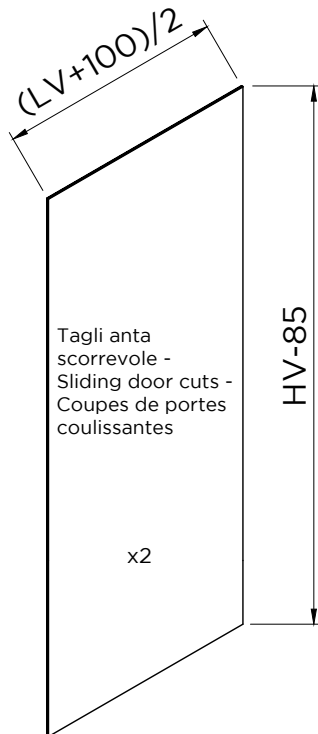 (LV+100)/2
HV-85
Tagli anta
scorrevole -
Sliding door cuts -
Coupes de portes
coulissantes
x2